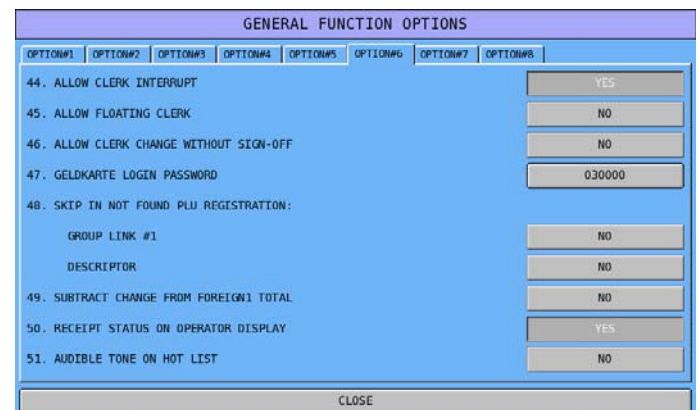 GENERAL FUNCTION OPTIONS
OPTION#1 OPTION#2 OPTION#3 OPTION#4 OPTION#5 OPTION#6 OPTION#7 OPTION#8
44. ALLOW CLERK INTERRUPT YES
45. ALLOW FLOATING CLERK NO
46. ALLOW CLERK CHANGE WITHOUT SIGN-OFF NO
47. GELDKARTE LOGIN PASSWORD 030000
48. SKIP IN NOT FOUND PLU REGISTRATION:
GROUP LINK #1 NO
DESCRIPTOR NO
49. SUBTRACT CHANGE FROM FOREIGN1 TOTAL NO
50. RECEIPT STATUS ON OPERATOR DISPLAY YES
51. AUDIBLE TONE ON HOT LIST NO
CLOSE